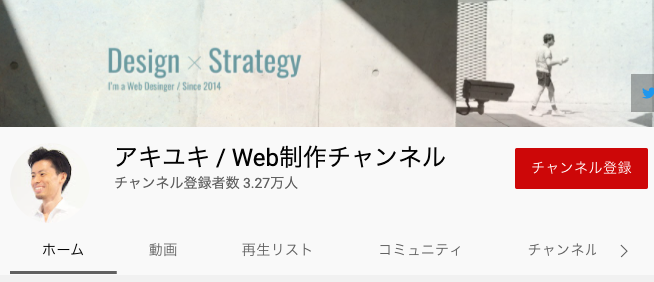 Design × Strategy
I'm a Web Desinger / Since 2014
アキユキ / Web制作チャンネル
チャンネル登録者数 3.27万人
チャンネル登録
ホーム 動画 再生リスト コミュニティ チャンネル